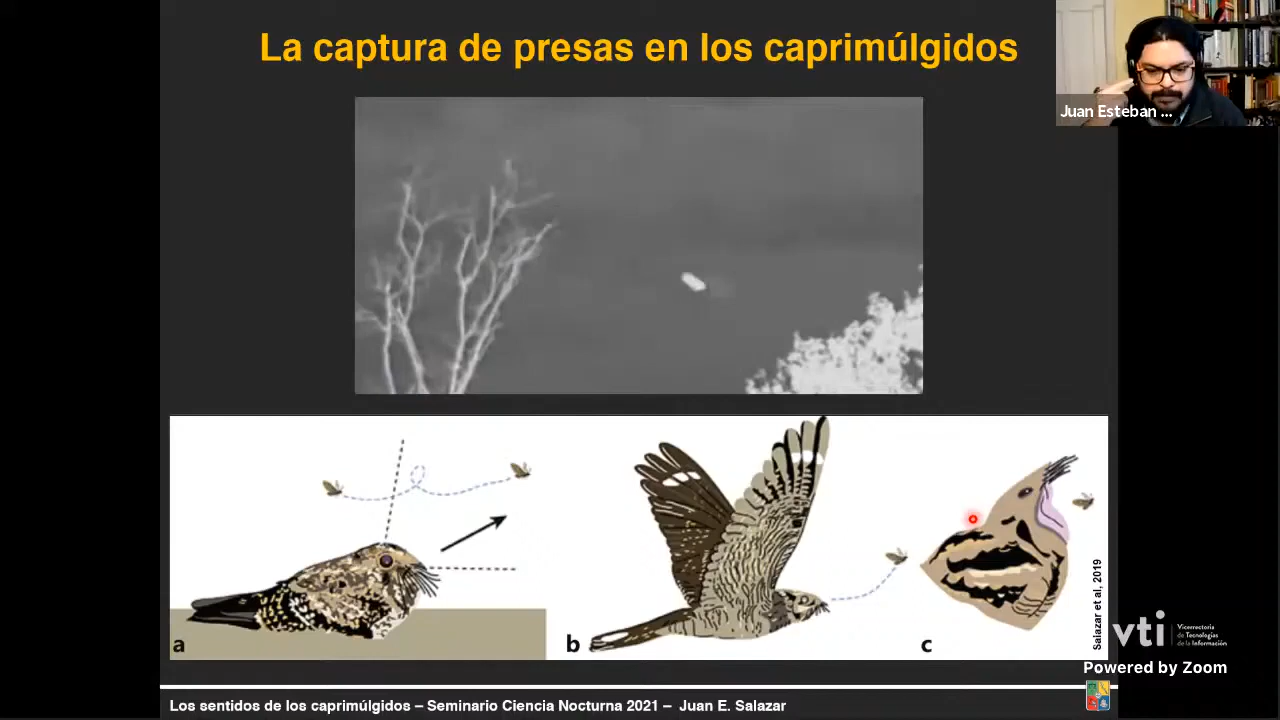 La captura de presas en los caprimúlgidos
Juan Esteban ...
a
b
c
Salazar et al, 2019
vti
Vicerrectoría
de Tecnologías
de la Información
Powered by Zoom
Los sentidos de los caprimúlgidos – Seminario Ciencia Nocturna 2021 – Juan E. Salazar